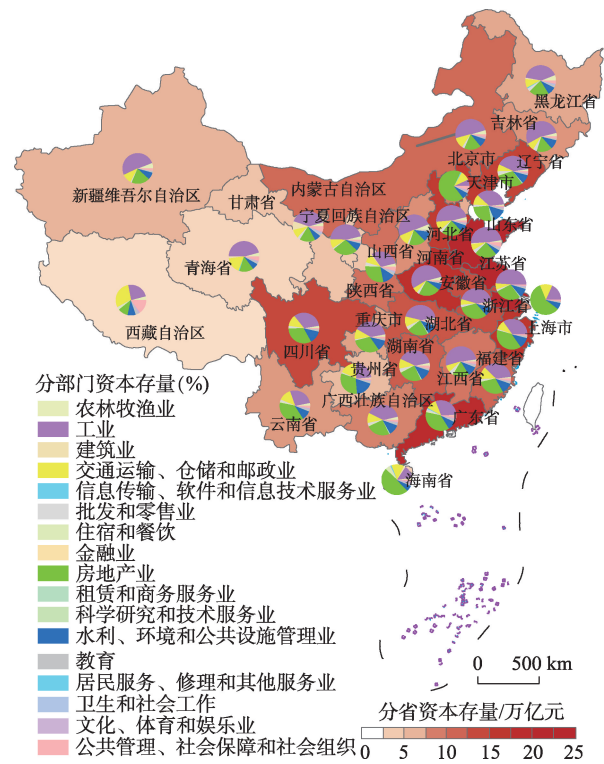 黑龙江省
吉林省
北京市
辽宁省
天津市
新疆维吾尔自治区
甘肃省
内蒙古自治区
宁夏回族自治区
山西省
河北省
山东省
青海省
河南省
江苏省
陕西省
安徽省
西藏自治区
浙江省
上海市
重庆市
湖北省
四川省
湖南省
福建省
贵州省
江西省
广西壮族自治区
云南省
广东省
海南省
分部门资本存量(%)
农林牧渔业
工业
建筑业
交通运输、仓储和邮政业
信息传输、软件和信息技术服务业
批发和零售业
住宿和餐饮
金融业
房地产业
租赁和商务服务业
科学研究和技术服务业
水利、环境和公共设施管理业
教育
居民服务、修理和其他服务业
卫生和社会工作
文化、体育和娱乐业
公共管理、社会保障和社会组织
0 500 km
分省资本存量/万亿元
0 5 10 15 20 25